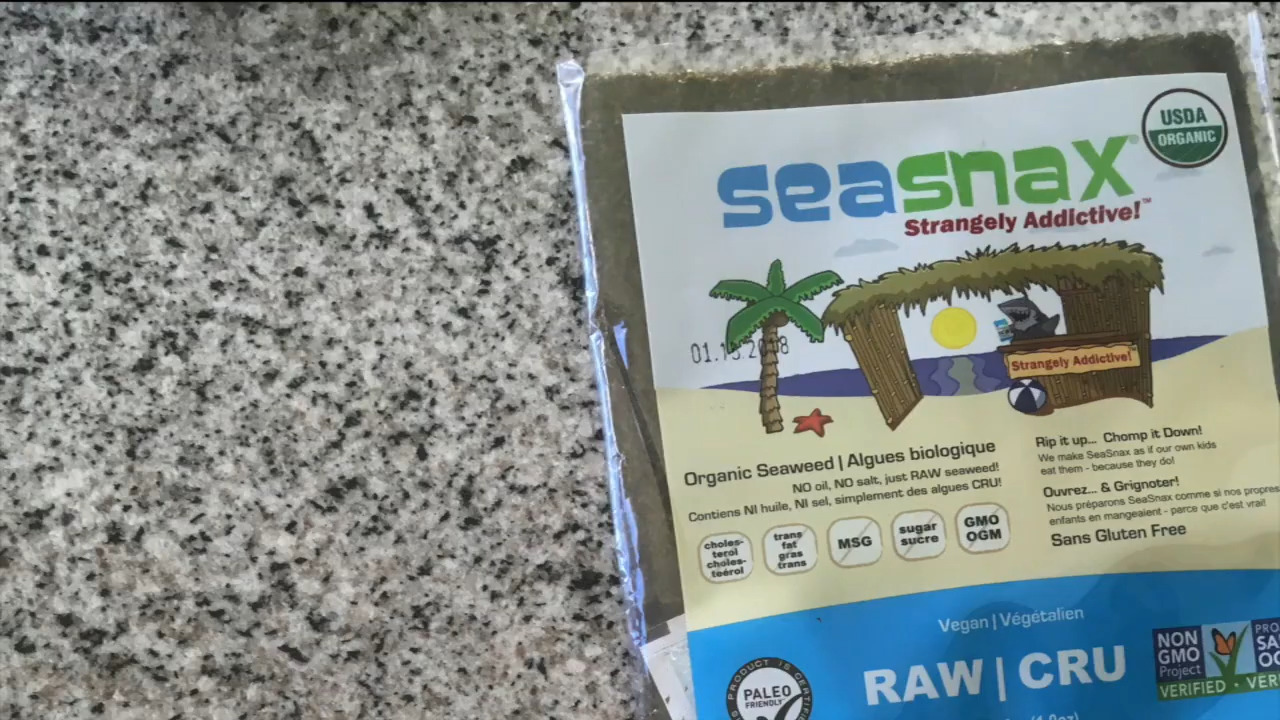 USDA
ORGANIC
seasnax®
Strangely Addictive!™
Strangely Addictive!
Organic Seaweed | Algues biologique
NO oil, NO salt, just RAW seaweed!
Contiens NI huile, NI sel, simplement des algues CRU!
choles-
terol
choles-
teérol
trans
fat
gras
trans
MSG
sugar
sucre
GMO
OGM
Rip it up... Chomp it Down!
We make SeaSnax as if our own kids
eat them - because they do!
Ouvrez... & Grignoter!
Nous préparons SeaSnax comme si nos propres
enfants en mangeaient - parce que c'est vrai!
Sans Gluten Free
Vegan | Végétalien
RAW | CRU
PRODUCT IS CERTIFIED
PALEO
FRIENDLY
NON
GMO
Project
VERIFIED